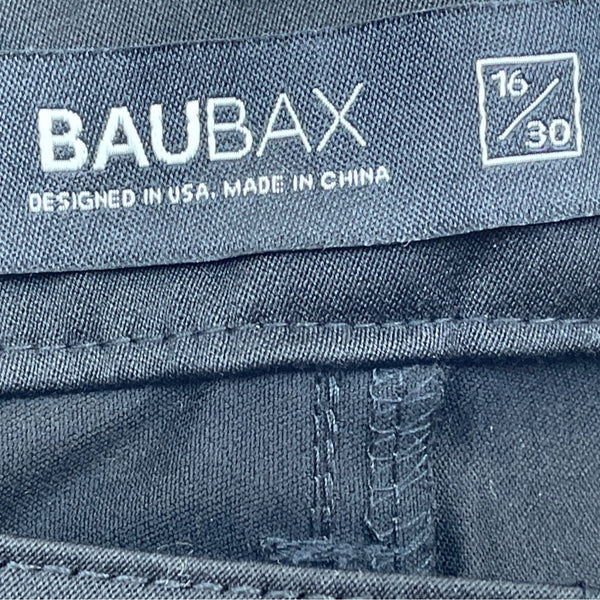 BAUBAX
16/30
DESIGNED IN USA. MADE IN CHINA